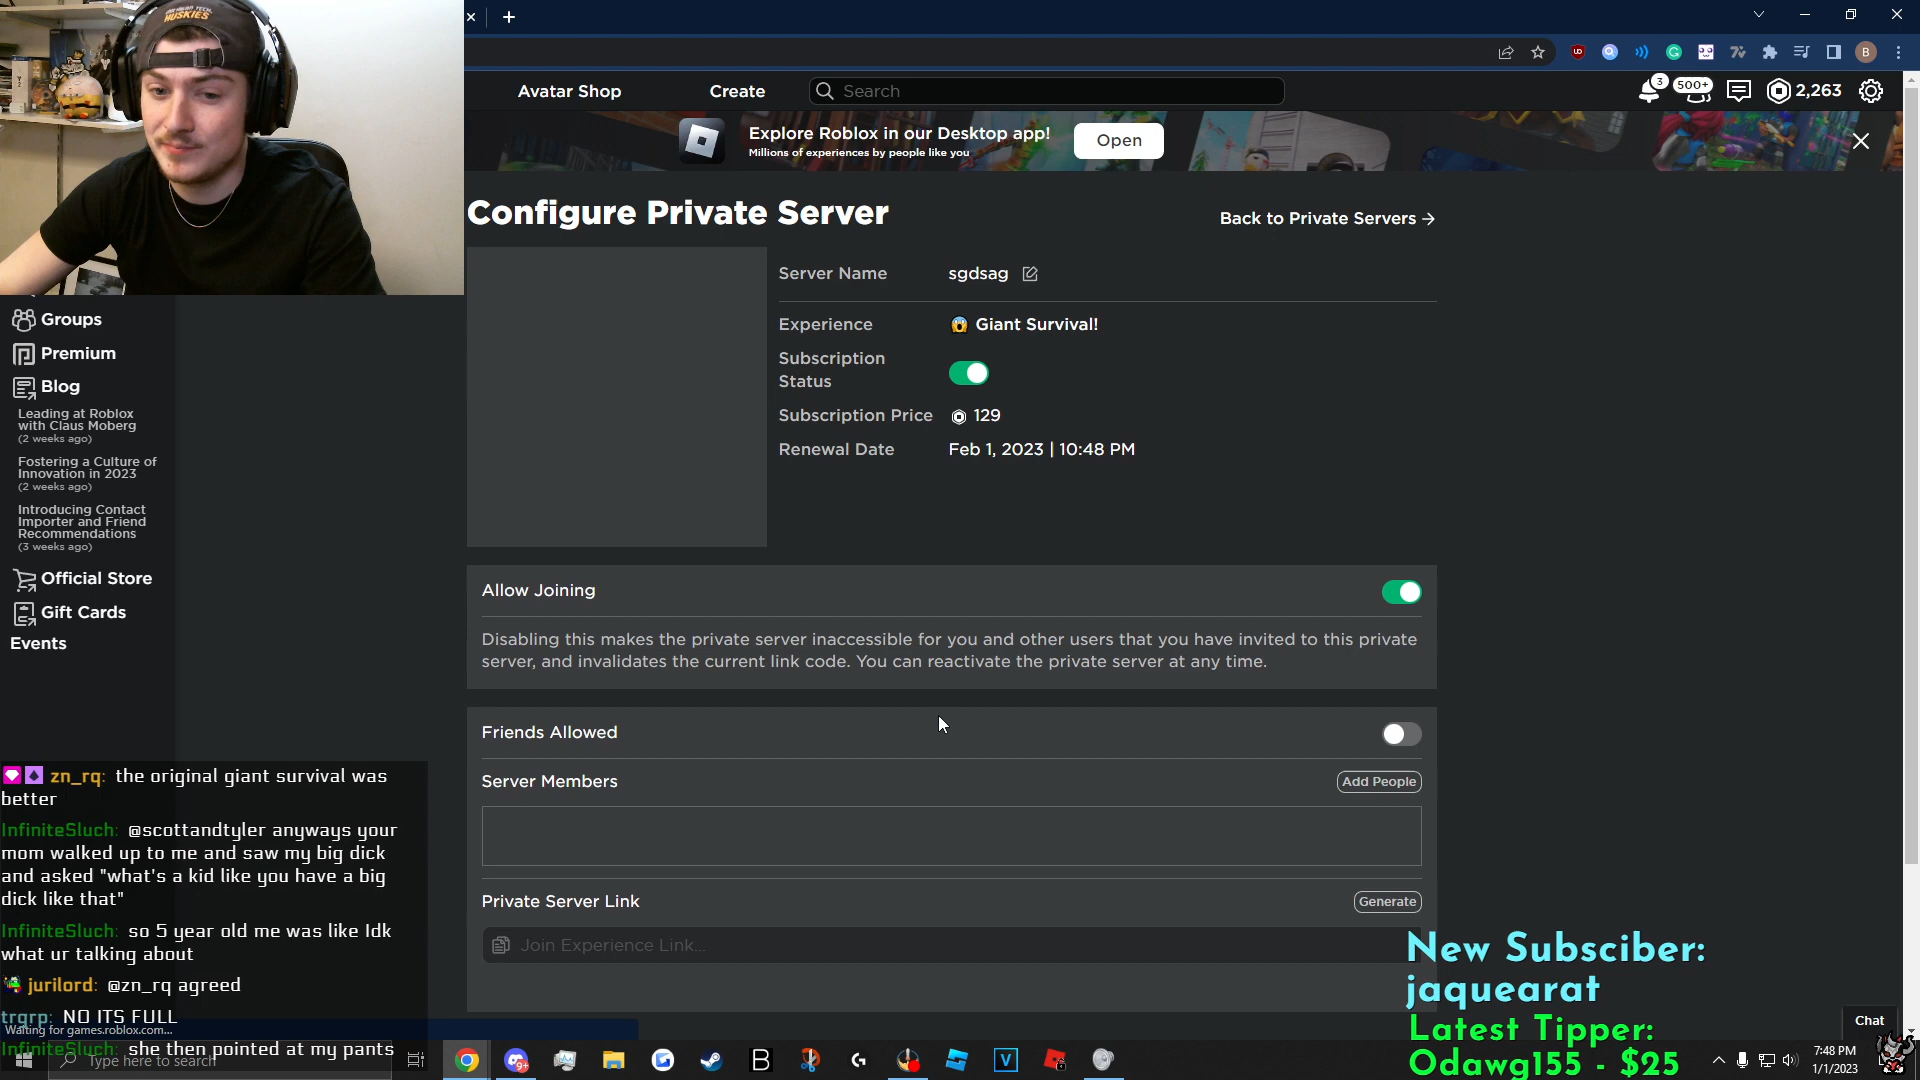 HUSKIES
Avatar Shop
Create
Search
3
500+
2,263
B
Explore Roblox in our Desktop app!
Millions of experiences by people like you
Open
Configure Private Server
Back to Private Servers →
Server Name
sgdsag
Experience
😱 Giant Survival!
Subscription
Status
Subscription Price
129
Renewal Date
Feb 1, 2023 | 10:48 PM
Groups
Premium
Blog
Leading at Roblox
with Claus Moberg
(2 weeks ago)
Fostering a Culture of
Innovation in 2023
(2 weeks ago)
Introducing Contact
Importer and Friend
Recommendations
(3 weeks ago)
Official Store
Gift Cards
Events
Allow Joining
Disabling this makes the private server inaccessible for you and other users that you have invited to this private
server, and invalidates the current link code. You can reactivate the private server at any time.
Friends Allowed
Server Members
Add People
Private Server Link
Generate
Join Experience Link...
zn_rq: the original giant survival was
better
InfiniteSluch: @scottandtyler anyways your
mom walked up to me and saw my big dick
and asked "what's a kid like you have a big
dick like that"
InfiniteSluch: so 5 year old me was like Idk
what ur talking about
jurilord: @zn_rq agreed
trgrp: NO ITS FULL
Waiting for games.roblox.com...
InfiniteSluch: she then pointed at my pants
Type here to search
New Subsciber:
jaquearat
Latest Tipper:
Odawg155 - $25
Chat
7:48 PM
1/1/2023